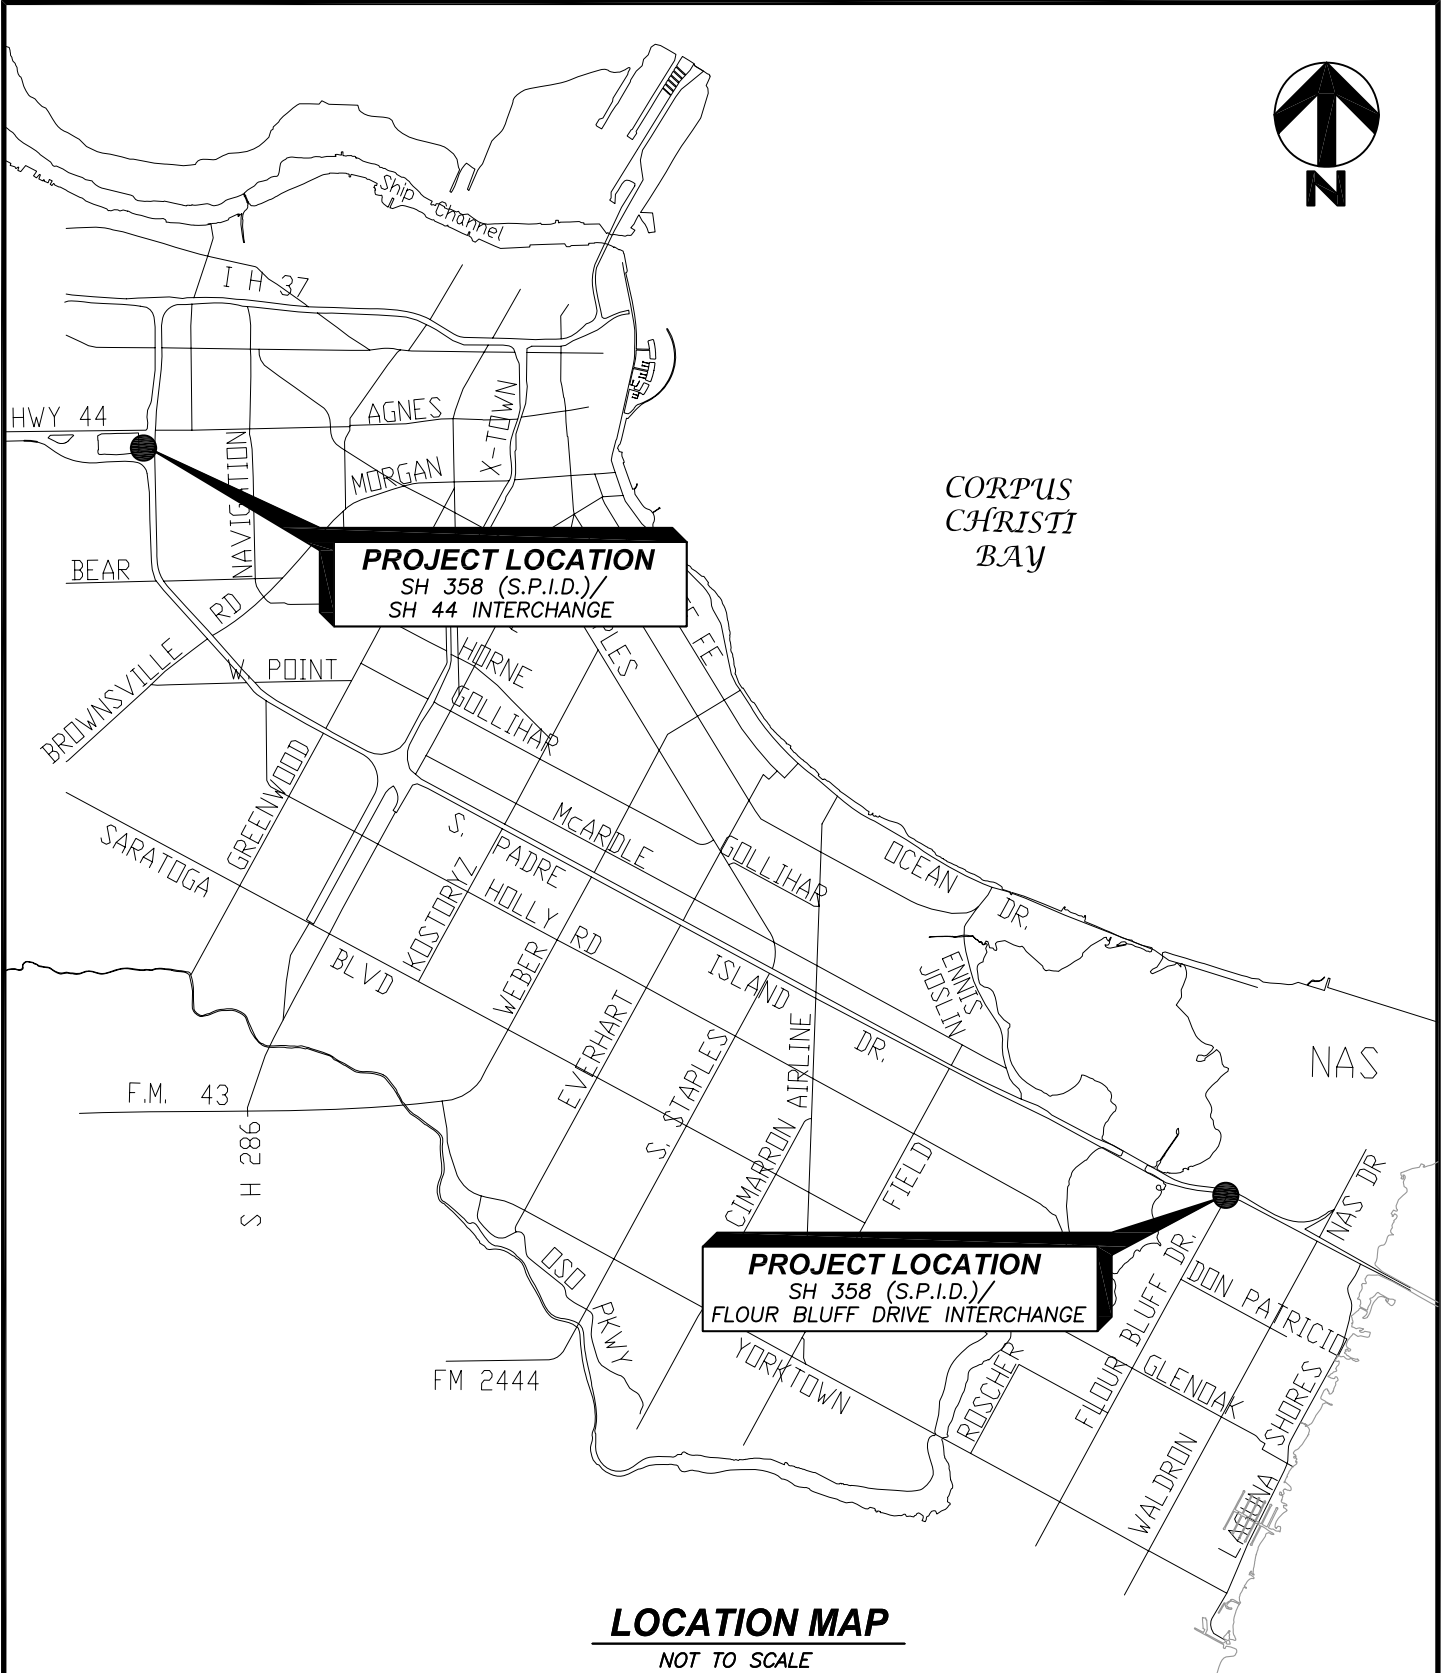 N
Ship Channel
I H 37
HWY 44
AGNES
X-TOWN
MORGAN
NAVIGATION
CORPUS
CHRISTI
BAY
PROJECT LOCATION
SH 358 (S.P.I.D.)/
SH 44 INTERCHANGE
BEAR
BROWNSVILLE RD
W. POINT
HORNE
GOLLIHAR
GREENWOOD
SARATOGA
BLVD
S.
PADRE
ISLAND
DR.
McARDLE
GOLLIHAR
OCEAN
DR.
KOSTORYZ
HOLLY RD
WEBER
EVERHART
S. STAPLES
CIMARRON
AIRLINE
ENNIS
JOSLIN
NAS
F.M. 43
S H 286
FIELD
NAS DR
PROJECT LOCATION
SH 358 (S.P.I.D.)/
FLOUR BLUFF DRIVE INTERCHANGE
OSO PKWY
FM 2444
YORKTOWN
ROSCHER
FLOUR BLUFF DR.
DON PATRICIO
GLENOAK
WALDRON
LAGUNA SHORES
LOCATION MAP
NOT TO SCALE